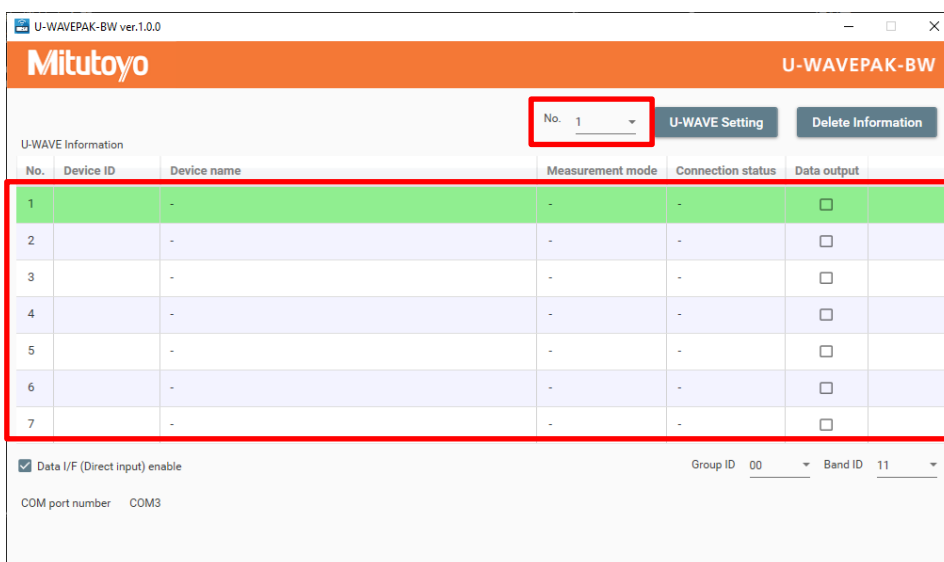 U-WAVEPAK-BW ver.1.0.0
Mitutoyo U-WAVEPAK-BW
No. 1 U-WAVE Setting Delete Information
U-WAVE Information
No. Device ID Device name Measurement mode Connection status Data output
1 - - -
2 - - -
3 - - -
4 - - -
5 - - -
6 - - -
7 - - -
Data I/F (Direct input) enable Group ID 00 Band ID 11
COM port number COM3